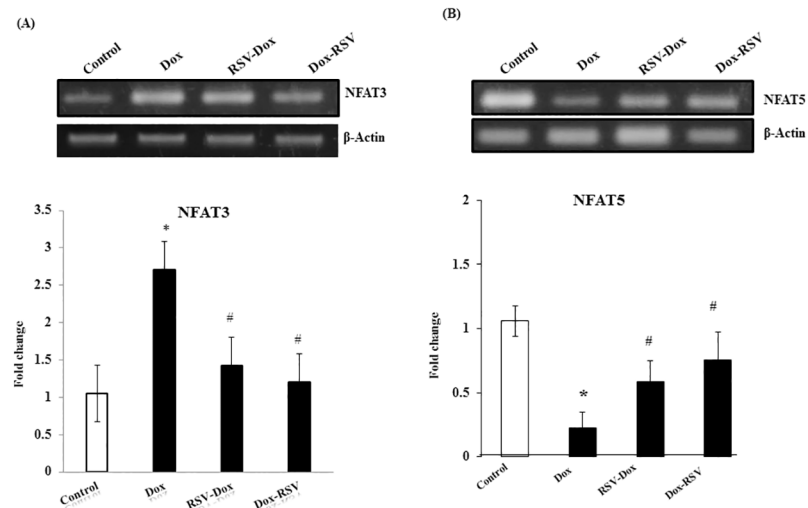 (A)
Control Dox RSV-Dox Dox-RSV
NFAT3
β-Actin
NFAT3
3.5
3
2.5
2
1.5
1
0.5
0
Fold change
*
#
#
Control Dox RSV-Dox Dox-RSV
(B)
Control Dox RSV-Dox Dox-RSV
NFAT5
β-Actin
NFAT5
2
1.5
1
0.5
0
Fold change
*
#
#
Control Dox RSV-Dox Dox-RSV